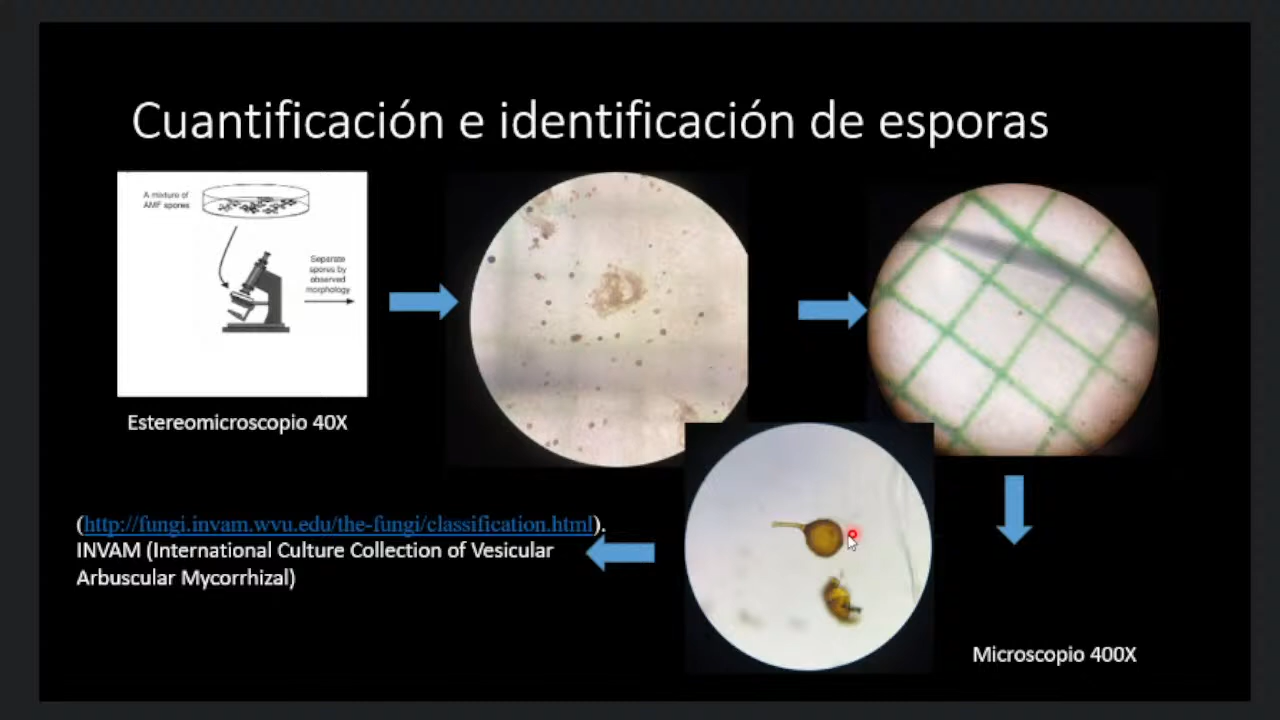 Cuantificación e identificación de esporas
A mixture of
AMF spores
Separate
spores by
observed
morphology
Estereomicroscopio 40X
(http://fungi.invam.wvu.edu/the-fungi/classification.html).
INVAM (International Culture Collection of Vesicular
Arbuscular Mycorrhizal)
Microscopio 400X